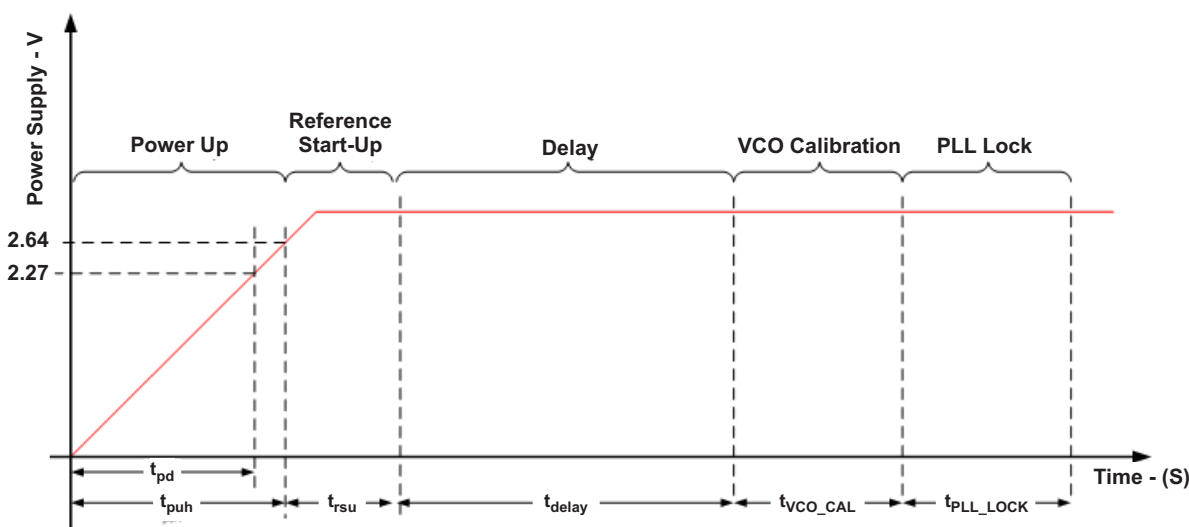 Power Supply - V
Power Up
Reference
Start-Up
Delay
VCO Calibration
PLL Lock
2.64
2.27
tpd
tpuh
trsu
tdelay
tVCO_CAL
tPLL_LOCK
Time - (S)